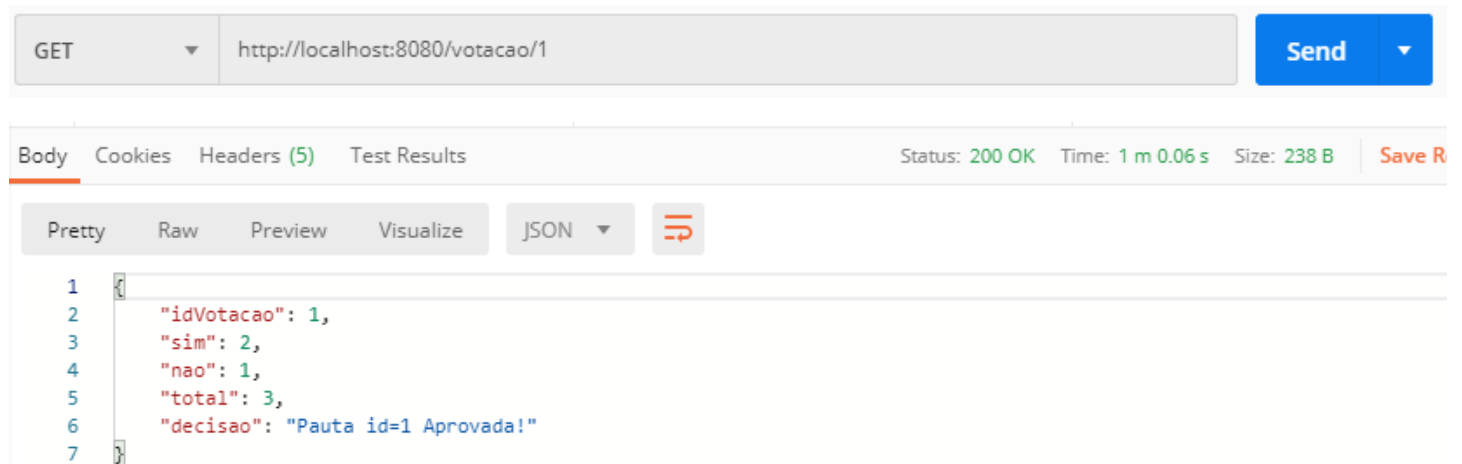 GET http://localhost:8080/votacao/1 Send
Body Cookies Headers (5) Test Results Status: 200 OK Time: 1 m 0.06 s Size: 238 B Save R
Pretty Raw Preview Visualize JSON
1 {
2 "idVotacao": 1,
3 "sim": 2,
4 "nao": 1,
5 "total": 3,
6 "decisao": "Pauta id=1 Aprovada!"
7 }